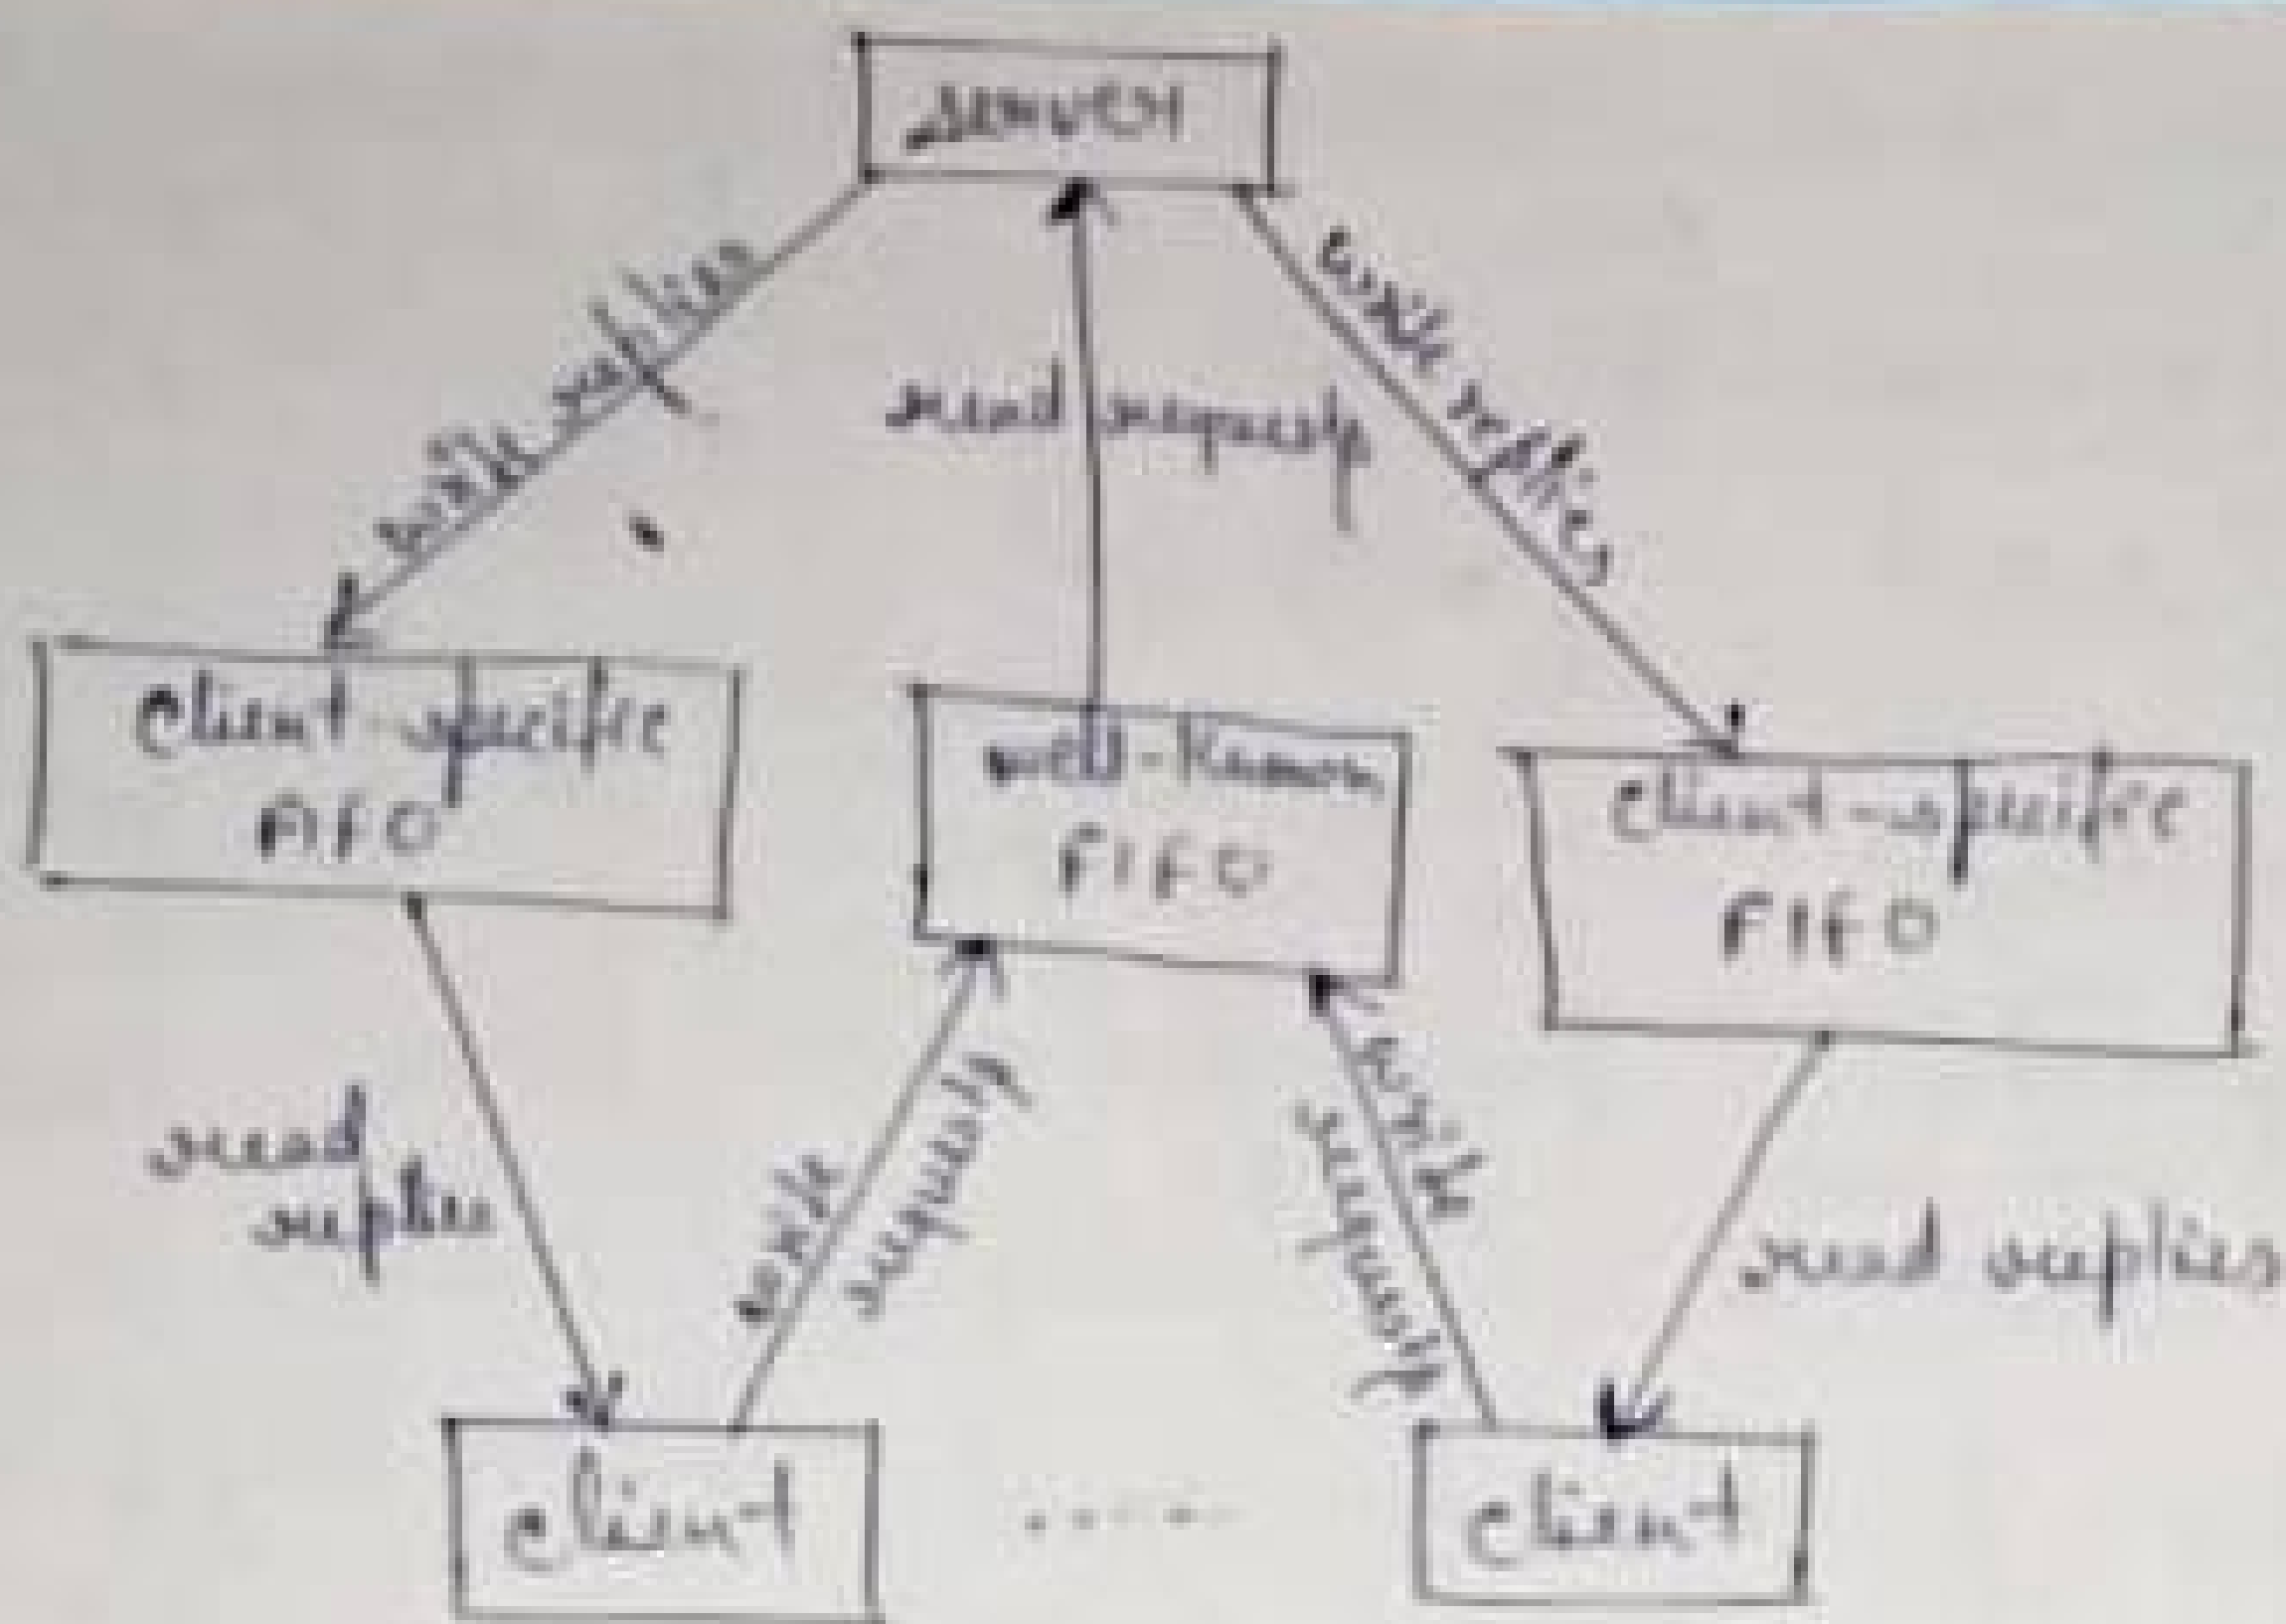 server
write replies
read requests
write replies
client-specific
FIFO
well-known
FIFO
client-specific
FIFO
read
replies
write
requests
write
requests
read replies
client
.....
client